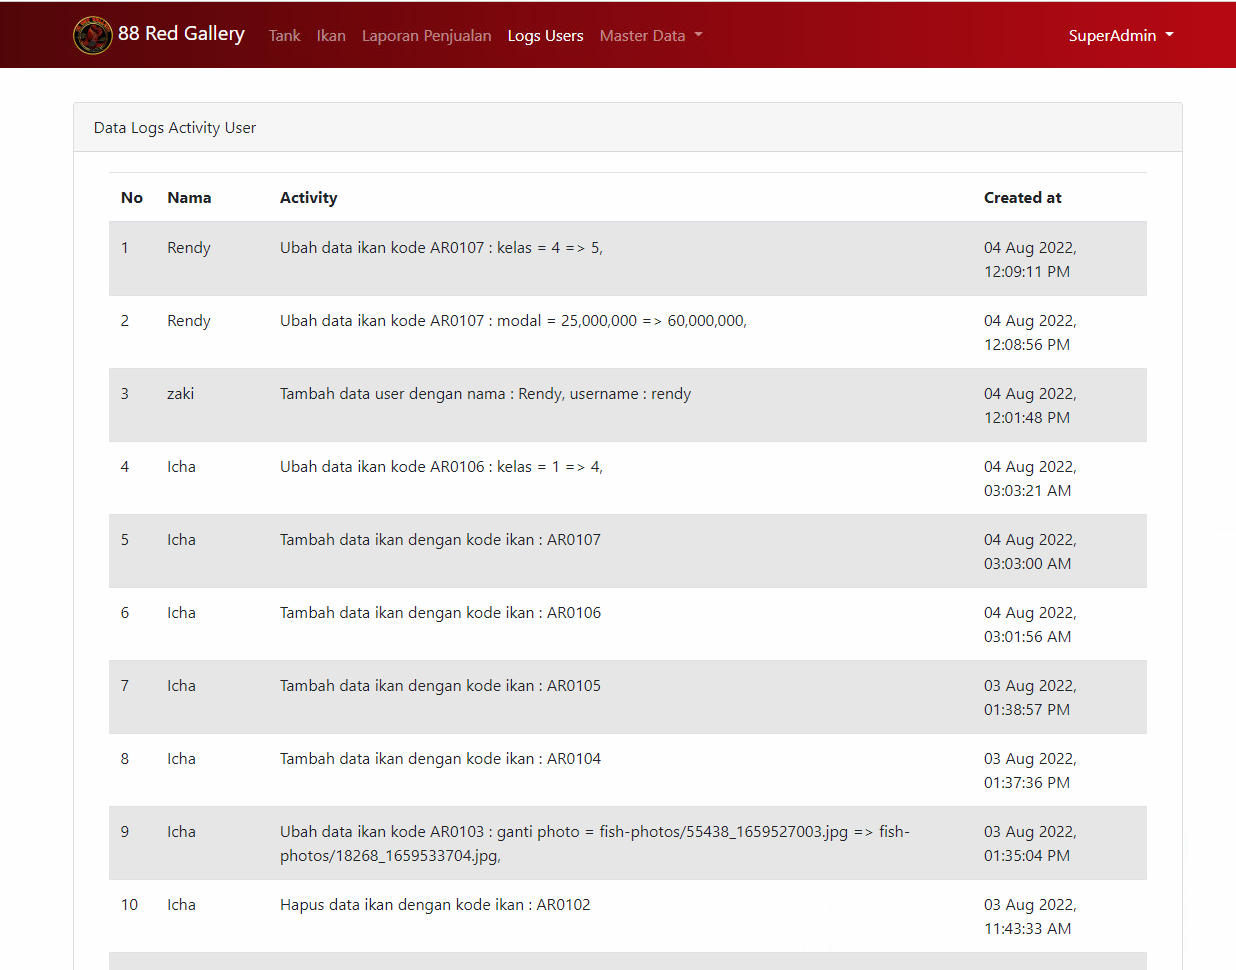 88 Red Gallery Tank Ikan Laporan Penjualan Logs Users Master Data SuperAdmin
Data Logs Activity User
No Nama Activity Created at
1 Rendy Ubah data ikan kode AR0107 : kelas = 4 => 5, 04 Aug 2022,
12:09:11 PM
2 Rendy Ubah data ikan kode AR0107 : modal = 25,000,000 => 60,000,000, 04 Aug 2022,
12:08:56 PM
3 zaki Tambah data user dengan nama : Rendy, username : rendy 04 Aug 2022,
12:01:48 PM
4 Icha Ubah data ikan kode AR0106 : kelas = 1 => 4, 04 Aug 2022,
03:03:21 AM
5 Icha Tambah data ikan dengan kode ikan : AR0107 04 Aug 2022,
03:03:00 AM
6 Icha Tambah data ikan dengan kode ikan : AR0106 04 Aug 2022,
03:01:56 AM
7 Icha Tambah data ikan dengan kode ikan : AR0105 03 Aug 2022,
01:38:57 PM
8 Icha Tambah data ikan dengan kode ikan : AR0104 03 Aug 2022,
01:37:36 PM
9 Icha Ubah data ikan kode AR0103 : ganti photo = fish-photos/55438_1659527003.jpg => fish- 03 Aug 2022,
photos/18268_1659533704.jpg, 01:35:04 PM
10 Icha Hapus data ikan dengan kode ikan : AR0102 03 Aug 2022,
11:43:33 AM